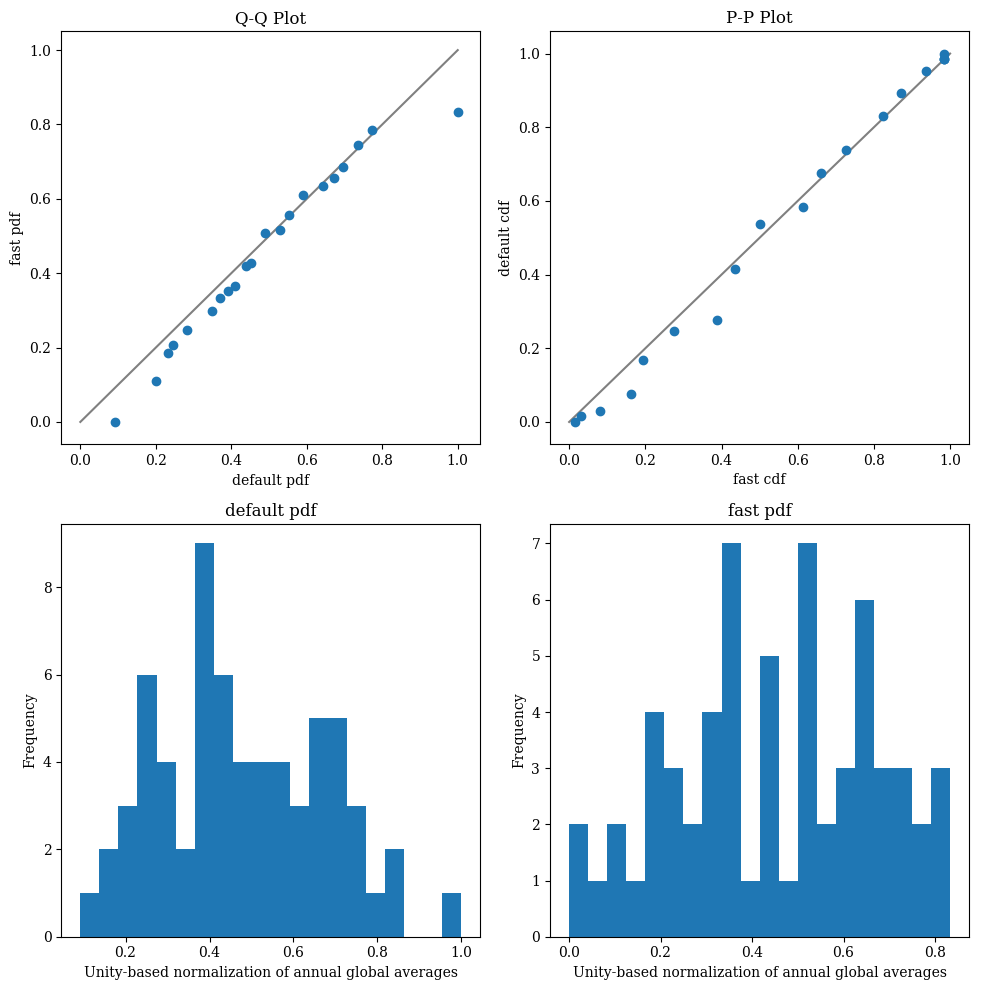 Q-Q Plot
1.0
0.8
0.6
0.4
0.2
0.0
fast pdf
0.0 0.2 0.4 0.6 0.8 1.0
default pdf
P-P Plot
1.0
0.8
0.6
0.4
0.2
0.0
default cdf
0.0 0.2 0.4 0.6 0.8 1.0
fast cdf
default pdf
8
6
4
2
0
Frequency
0.2 0.4 0.6 0.8 1.0
Unity-based normalization of annual global averages
fast pdf
7
6
5
4
3
2
1
0
Frequency
0.0 0.2 0.4 0.6 0.8
Unity-based normalization of annual global averages